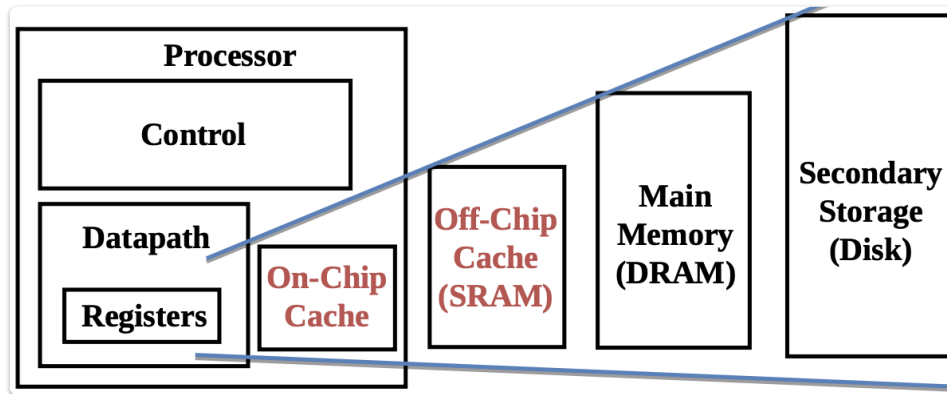 Processor
Control
Datapath
Registers
On-Chip
Cache
Off-Chip
Cache
(SRAM)
Main
Memory
(DRAM)
Secondary
Storage
(Disk)